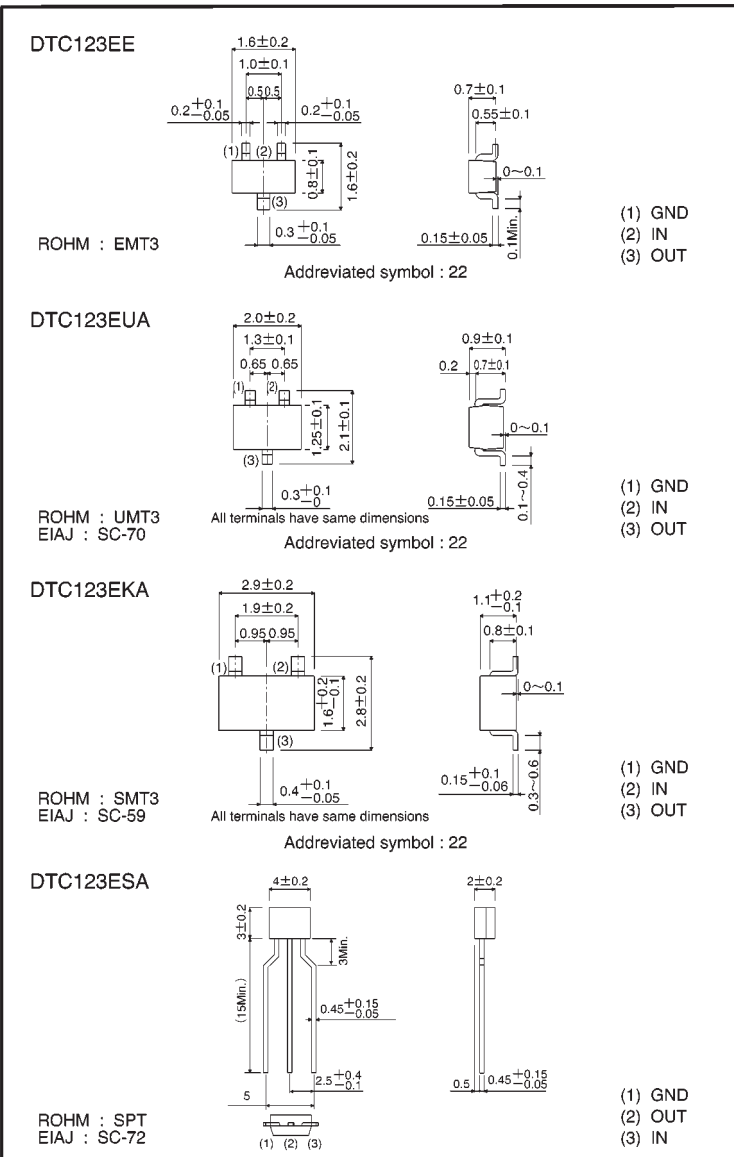 DTC123EE
1.6±0.2
1.0±0.1
0.5 0.5
0.2+0.1−0.05
0.2+0.1−0.05
(1) (2)
(3)
0.8±0.1
1.6±0.2
0.3+0.1−0.05
0.7±0.1
0.55±0.1
0~0.1
0.15±0.05
0.1Min.
ROHM : EMT3
Addreviated symbol : 22
(1) GND
(2) IN
(3) OUT
DTC123EUA
2.0±0.2
1.3±0.1
0.65 0.65
(1) (2)
(3)
1.25±0.1
2.1±0.1
0.3+0.1−0
0.9±0.1
0.2 0.7±0.1
0~0.1
0.15±0.05
0.1~0.4
ROHM : UMT3
EIAJ : SC-70
All terminals have same dimensions
Addreviated symbol : 22
(1) GND
(2) IN
(3) OUT
DTC123EKA
2.9±0.2
1.9±0.2
0.95 0.95
(1) (2)
(3)
1.6+0.2−0.1
2.8±0.2
0.4+0.1−0.05
1.1+0.2−0.1
0.8±0.1
0~0.1
0.15+0.1−0.06
0.3~0.6
ROHM : SMT3
EIAJ : SC-59
All terminals have same dimensions
Addreviated symbol : 22
(1) GND
(2) IN
(3) OUT
DTC123ESA
4±0.2
3±0.2
(15Min.)
3Min.
0.45+0.15−0.05
2.5+0.4−0.1
5
(1) (2) (3)
2±0.2
0.5 0.45+0.15−0.05
ROHM : SPT
EIAJ : SC-72
(1) GND
(2) OUT
(3) IN